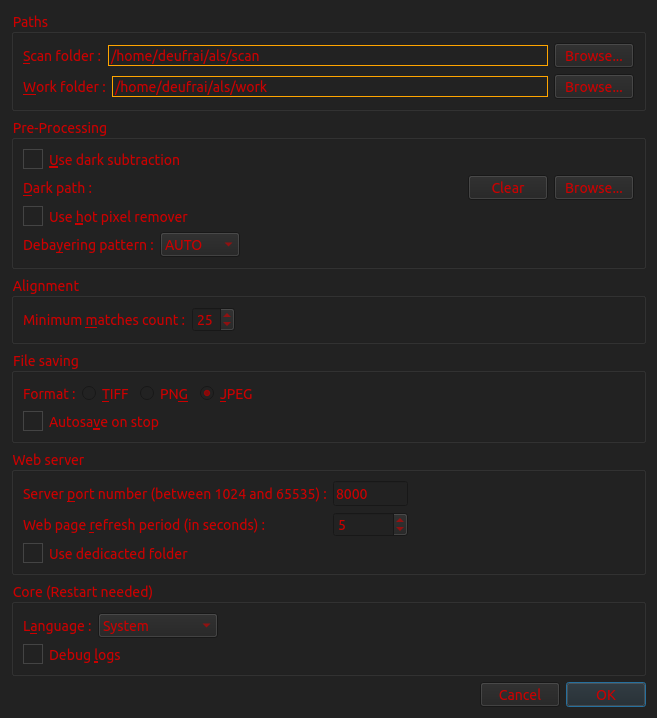 Paths
Scan folder : /home/deufrai/als/scan Browse...
Work folder : /home/deufrai/als/work Browse...
Pre-Processing
Use dark subtraction
Dark path : Clear Browse...
Use hot pixel remover
Debayering pattern : AUTO
Alignment
Minimum matches count : 25
File saving
Format : TIFF PNG JPEG
Autosave on stop
Web server
Server port number (between 1024 and 65535) : 8000
Web page refresh period (in seconds) : 5
Use dedicacted folder
Core (Restart needed)
Language : System
Debug logs
Cancel OK